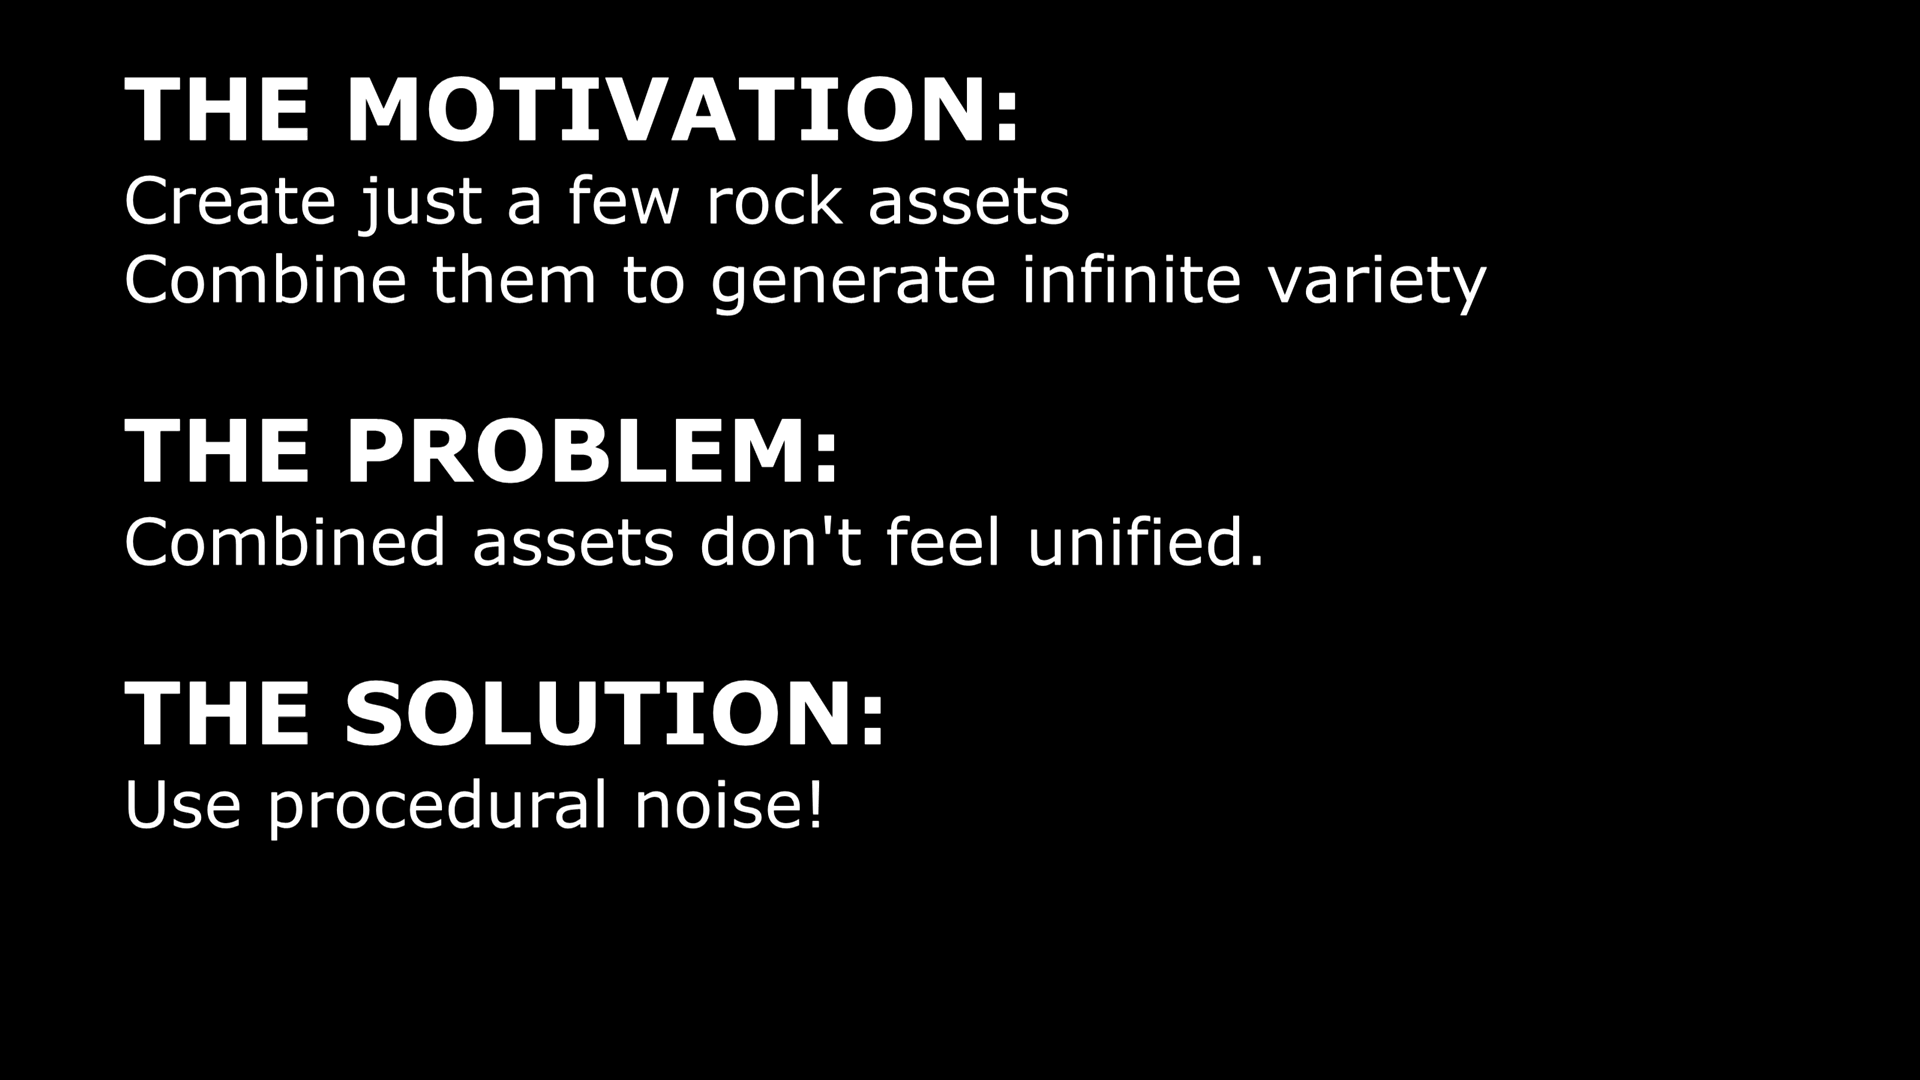 THE MOTIVATION:
Create just a few rock assets
Combine them to generate infinite variety
THE PROBLEM:
Combined assets don't feel unified.
THE SOLUTION:
Use procedural noise!